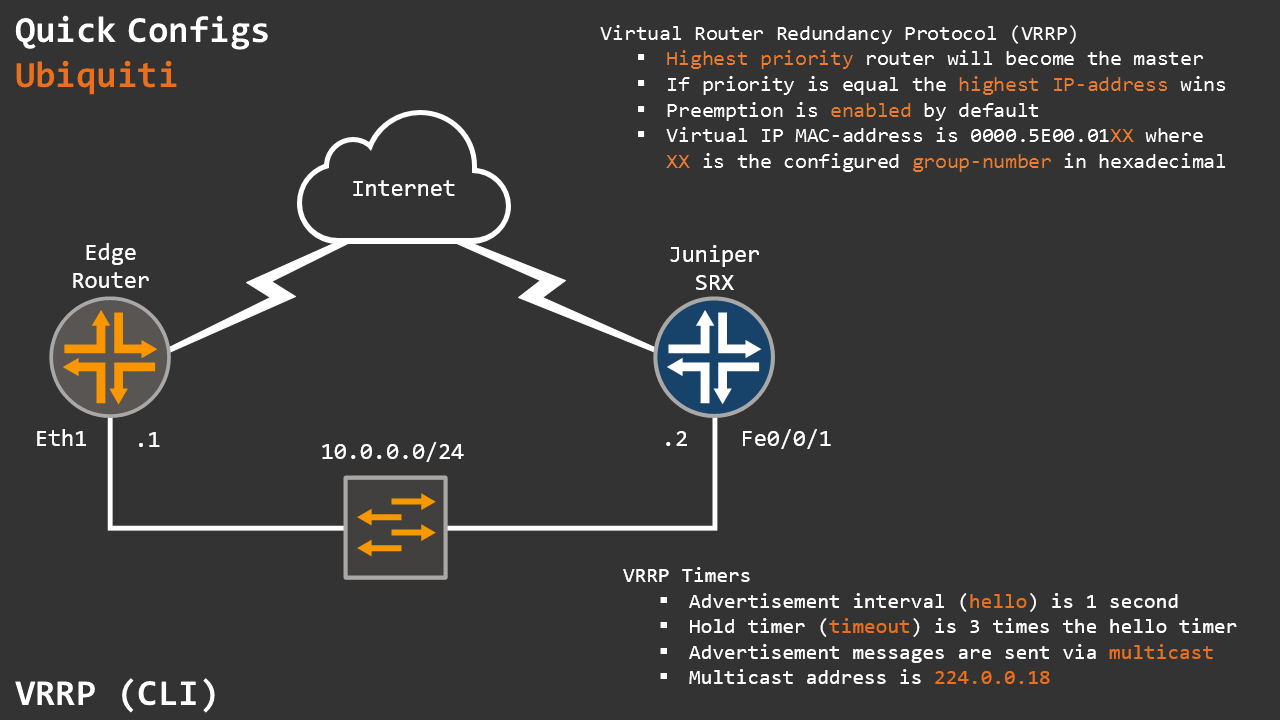 Quick Configs
Ubiquiti
Virtual Router Redundancy Protocol (VRRP)
▪ Highest priority router will become the master
▪ If priority is equal the highest IP-address wins
▪ Preemption is enabled by default
▪ Virtual IP MAC-address is 0000.5E00.01XX where
XX is the configured group-number in hexadecimal
Internet
Edge
Router
Juniper
SRX
Eth1
.1
.2
Fe0/0/1
10.0.0.0/24
VRRP Timers
▪ Advertisement interval (hello) is 1 second
▪ Hold timer (timeout) is 3 times the hello timer
▪ Advertisement messages are sent via multicast
▪ Multicast address is 224.0.0.18
VRRP (CLI)